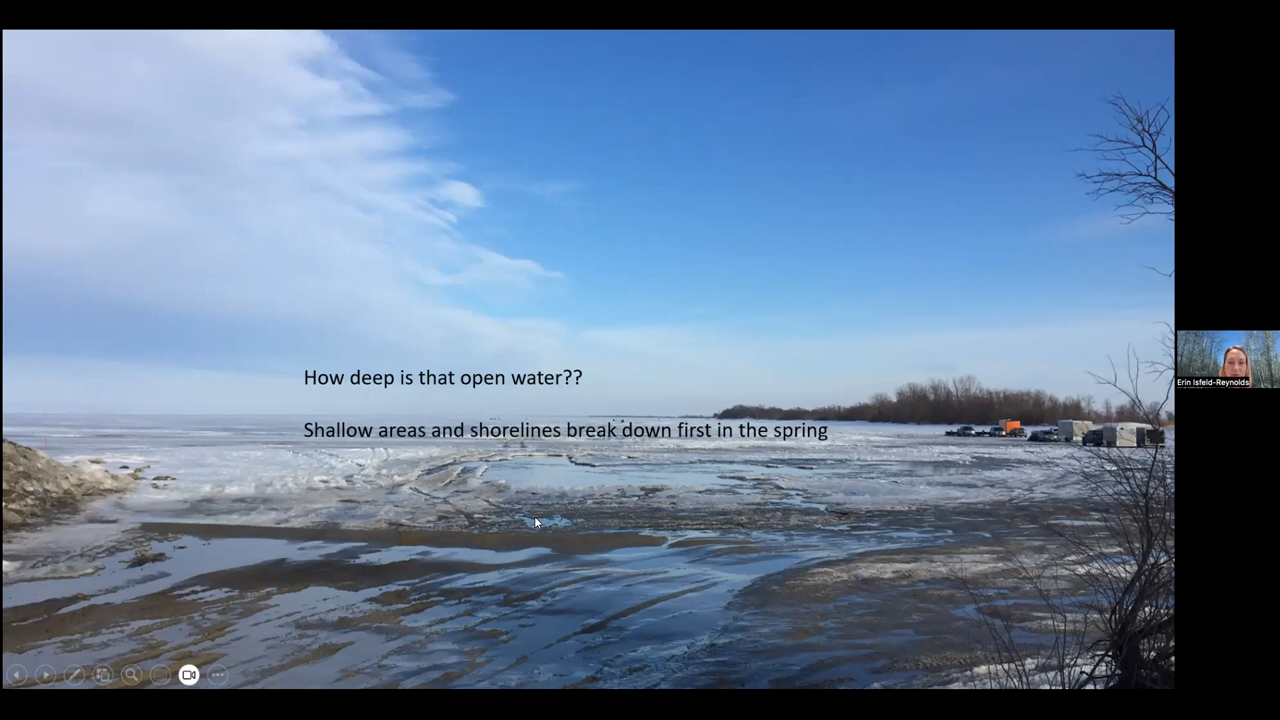 How deep is that open water??
Shallow areas and shorelines break down first in the spring
Erin Isfeld-Reynolds